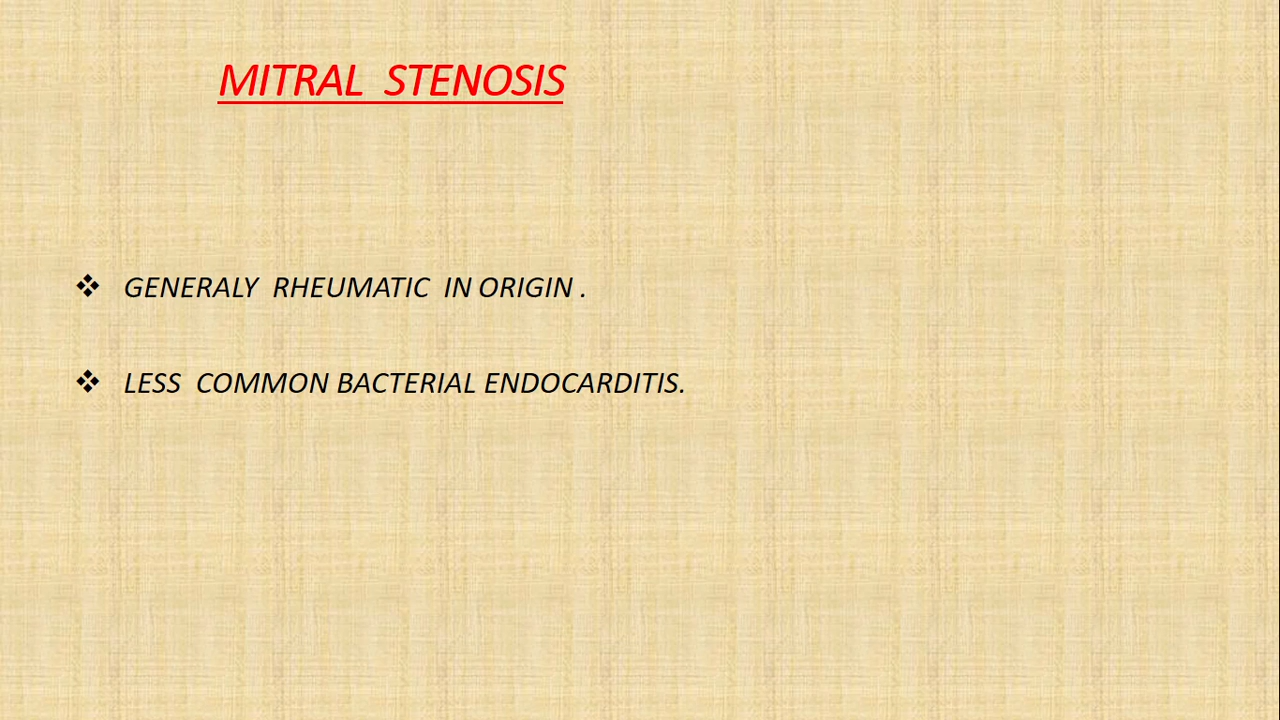 MITRAL STENOSIS
❖ GENERALY RHEUMATIC IN ORIGIN .
❖ LESS COMMON BACTERIAL ENDOCARDITIS.